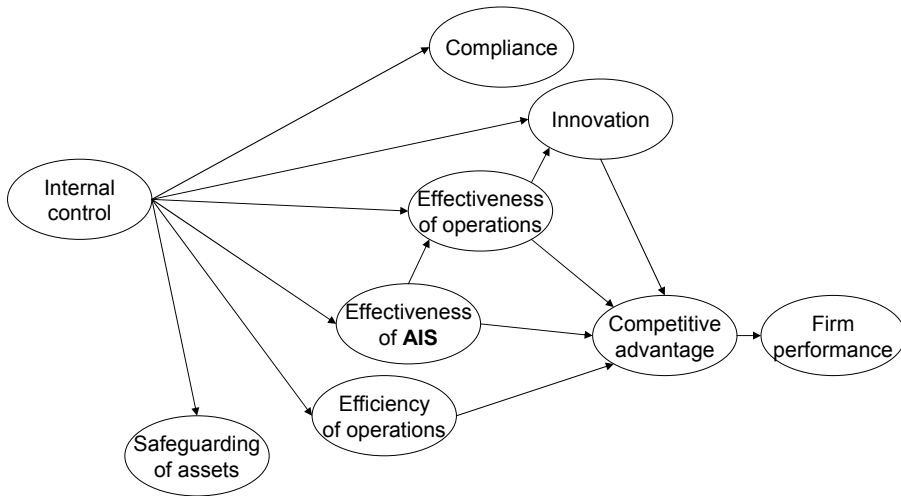 Compliance
Innovation
Internal
control
Effectiveness
of operations
Effectiveness
of AIS
Competitive
advantage
Firm
performance
Efficiency
of operations
Safeguarding
of assets